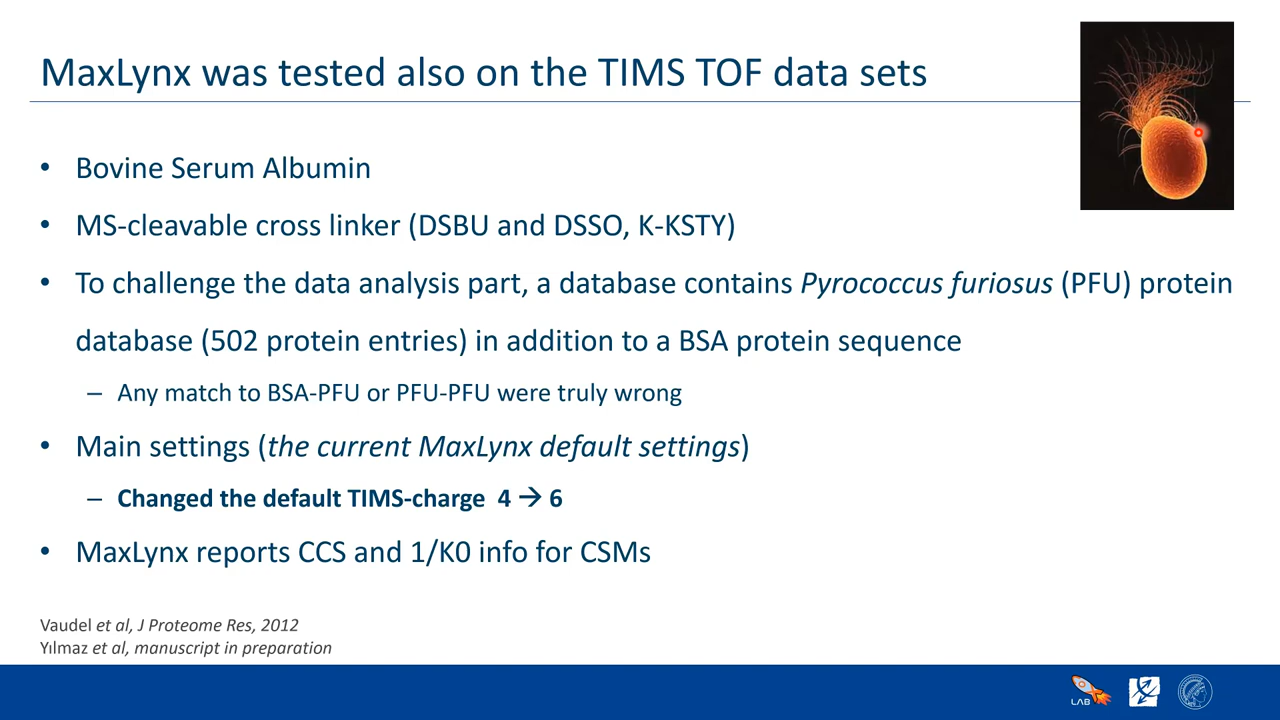 MaxLynx was tested also on the TIMS TOF data sets
• Bovine Serum Albumin
• MS-cleavable cross linker (DSBU and DSSO, K-KSTY)
• To challenge the data analysis part, a database contains Pyrococcus furiosus (PFU) protein
database (502 protein entries) in addition to a BSA protein sequence
– Any match to BSA-PFU or PFU-PFU were truly wrong
• Main settings (the current MaxLynx default settings)
– Changed the default TIMS-charge 4 → 6
• MaxLynx reports CCS and 1/K0 info for CSMs
Vaudel et al, J Proteome Res, 2012
Yılmaz et al, manuscript in preparation
LAB